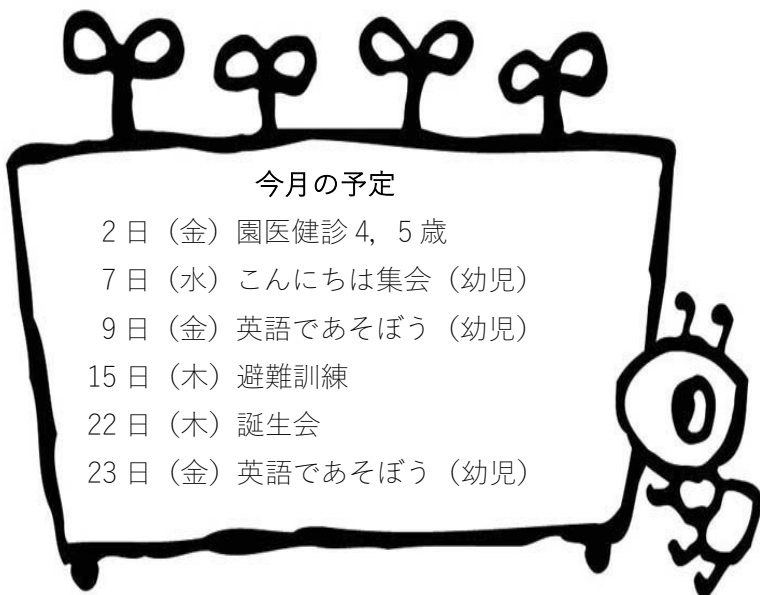 今月の予定
2日（金）園医健診4，5歳
7日（水）こんにちは集会（幼児）
9日（金）英語であそぼう（幼児）
15日（木）避難訓練
22日（木）誕生会
23日（金）英語であそぼう（幼児）